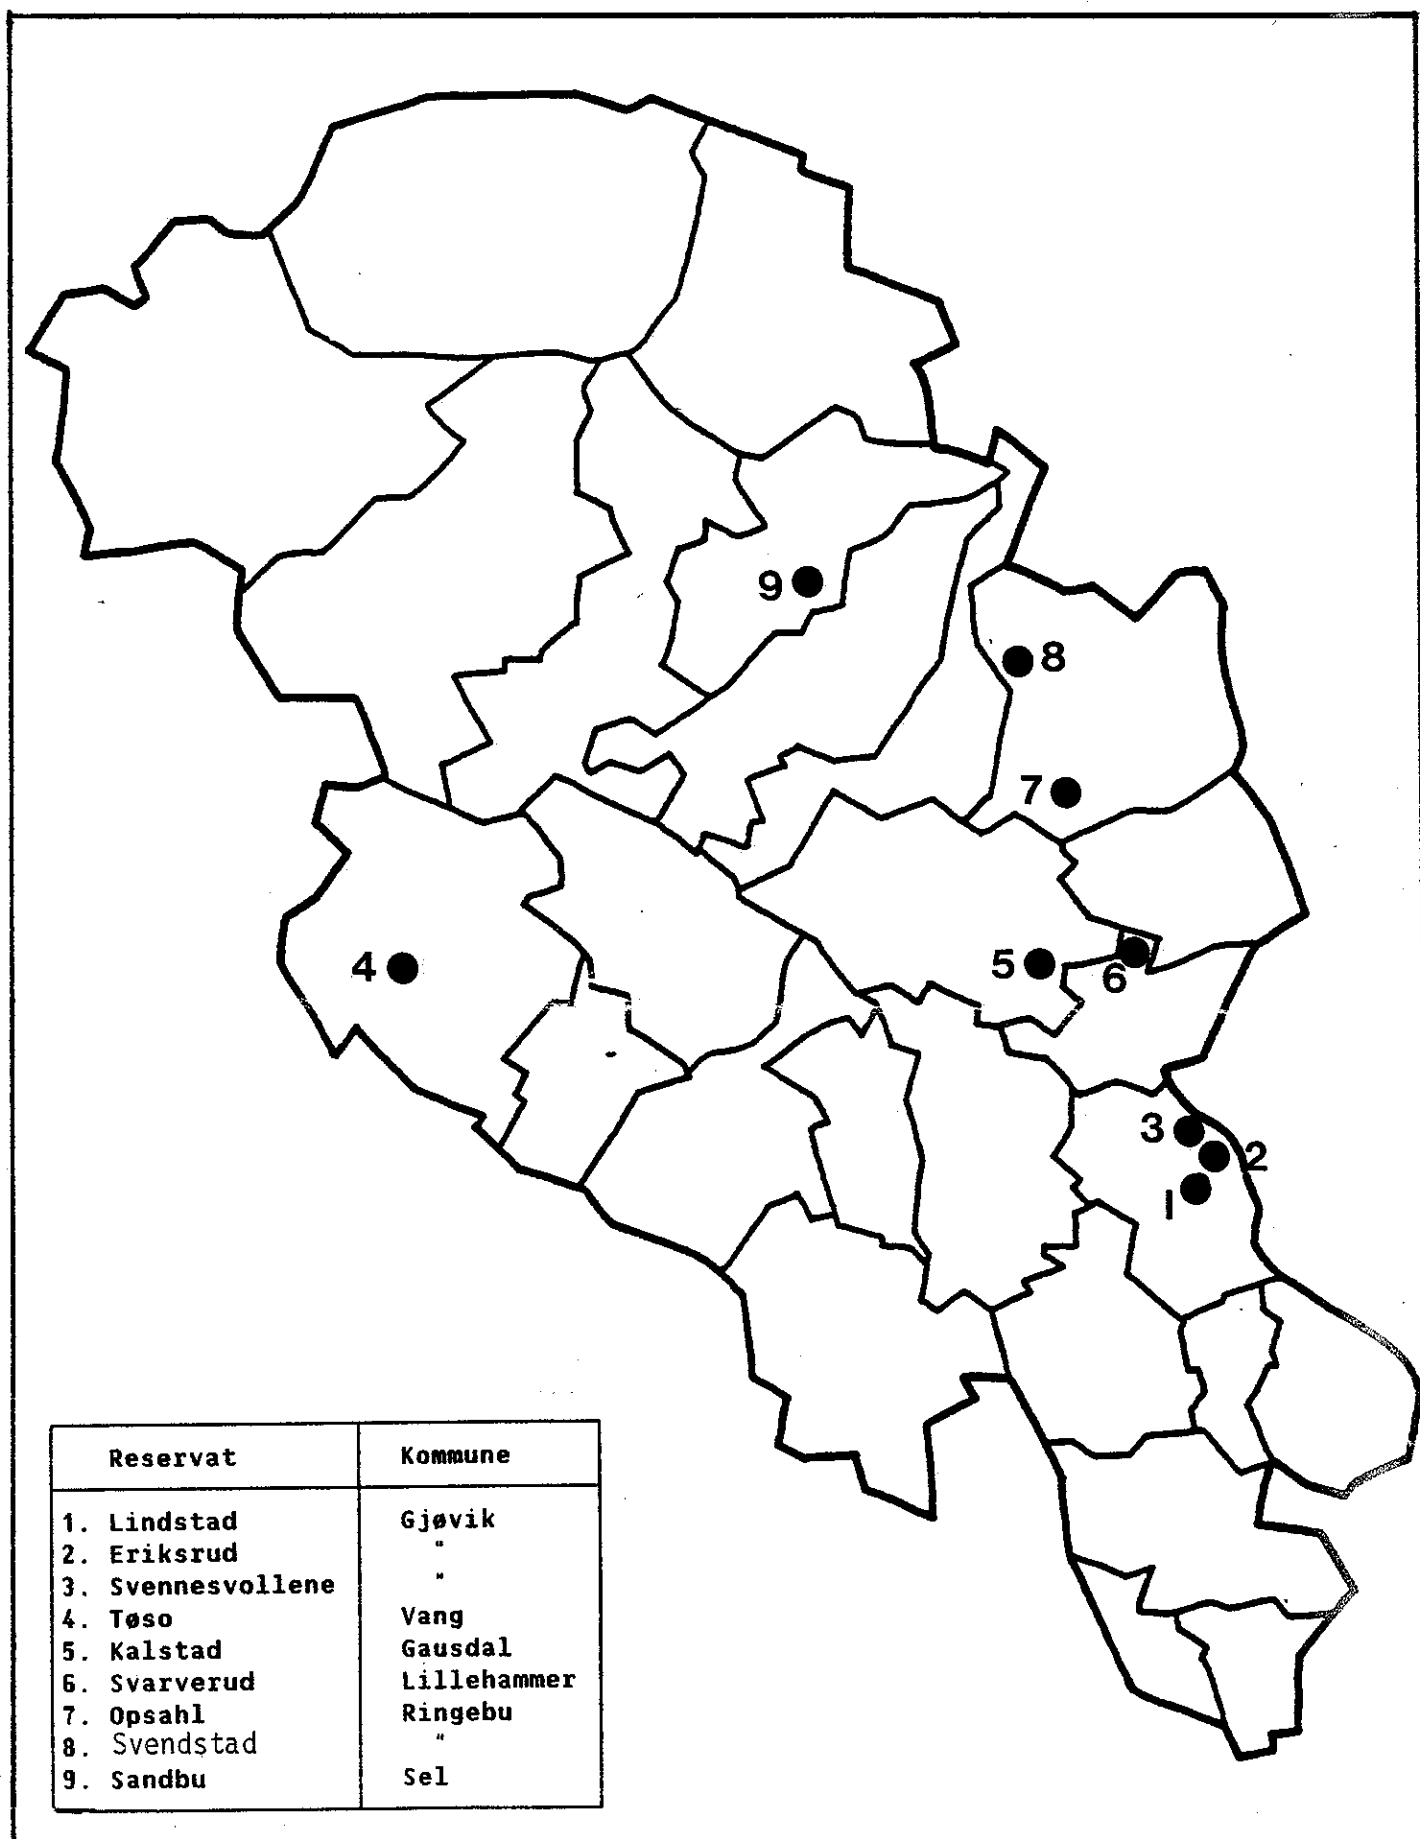 9
8
7
5
6
4
3
2
1
Reservat Kommune
1. Lindstad Gjøvik
2. Eriksrud "
3. Svennesvollene "
4. Tøso Vang
5. Kalstad Gausdal
6. Svarverud Lillehammer
7. Opsahl Ringebu
8. Svendstad "
9. Sandbu Sel